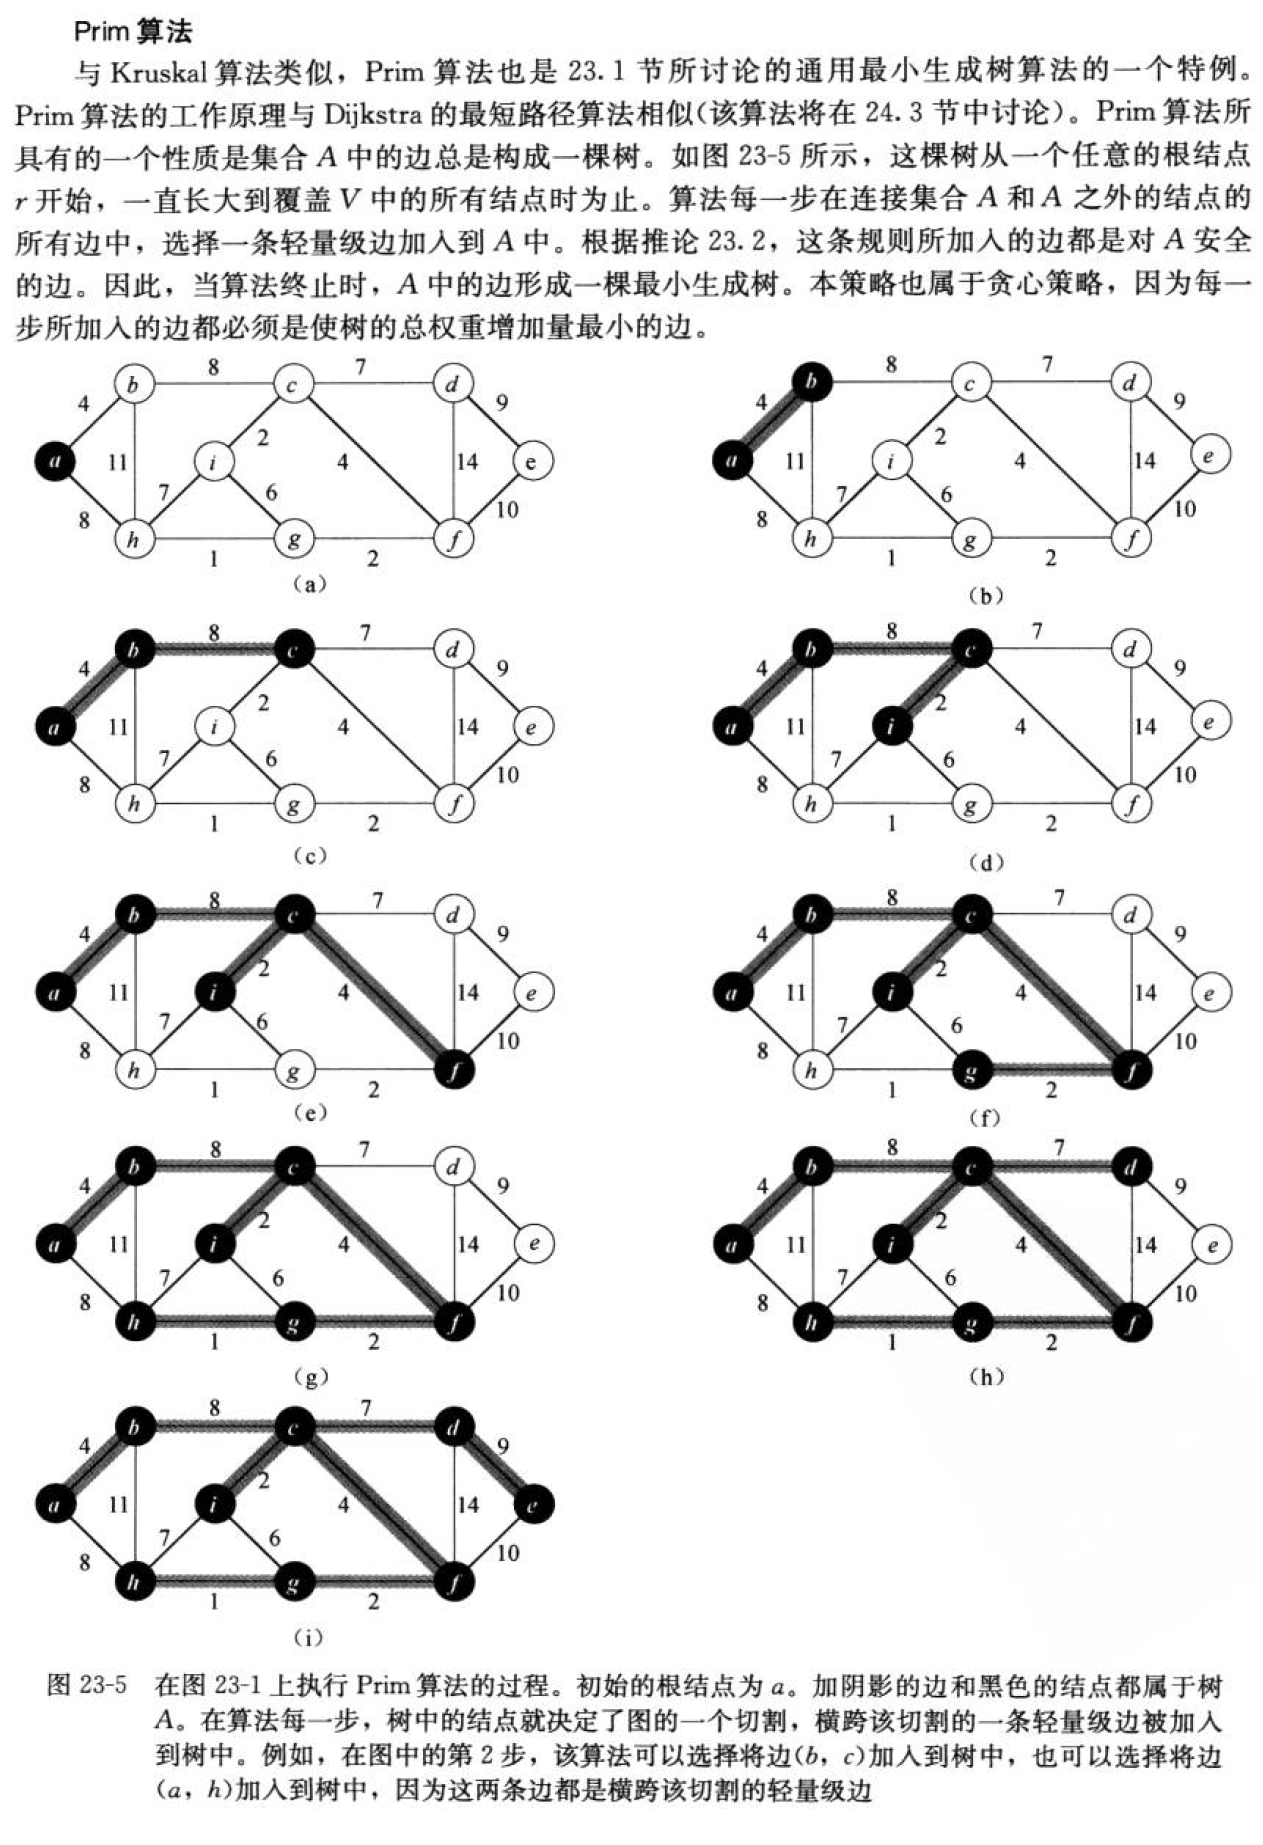 Prim 算法
与 Kruskal 算法类似，Prim 算法也是 23.1 节所讨论的通用最小生成树算法的一个特例。
Prim 算法的工作原理与 Dijkstra 的最短路径算法相似(该算法将在 24.3 节中讨论)。Prim 算法所
具有的一个性质是集合 A 中的边总是构成一棵树。如图 23-5 所示，这棵树从一个任意的根结点
r 开始，一直长大到覆盖 V 中的所有结点时为止。算法每一步在连接集合 A 和 A 之外的结点的
所有边中，选择一条轻量级边加入到 A 中。根据推论 23.2，这条规则所加入的边都是对 A 安全
的边。因此，当算法终止时，A 中的边形成一棵最小生成树。本策略也属于贪心策略，因为每一
步所加入的边都必须是使树的总权重增加量最小的边。
8 7
b c d
4 9
2
a 11 i 4 14 e
7 6
8 10
h g f
1 2
(a)
8 7
b c d
4 9
2
a 11 i 4 14 e
7 6
8 10
h g f
1 2
(b)
8 7
b c d
4 9
2
a 11 i 4 14 e
7 6
8 10
h g f
1 2
(c)
8 7
b c d
4 9
2
a 11 i 4 14 e
7 6
8 10
h g f
1 2
(d)
8 7
b c d
4 9
2
a 11 i 4 14 e
7 6
8 10
h g f
1 2
(e)
8 7
b c d
4 9
2
a 11 i 4 14 e
7 6
8 10
h g f
1 2
(f)
8 7
b c d
4 9
2
a 11 i 4 14 e
7 6
8 10
h g f
1 2
(g)
8 7
b c d
4 9
2
a 11 i 4 14 e
7 6
8 10
h g f
1 2
(h)
8 7
b c d
4 9
2
a 11 i 4 14 e
7 6
8 10
h g f
1 2
(i)
图 23-5 在图 23-1 上执行 Prim 算法的过程。初始的根结点为 a。加阴影的边和黑色的结点都属于树
A。在算法每一步，树中的结点就决定了图的一个切割，横跨该切割的一条轻量级边被加入
到树中。例如，在图中的第 2 步，该算法可以选择将边(b，c)加入到树中，也可以选择将边
(a，h)加入到树中，因为这两条边都是横跨该切割的轻量级边